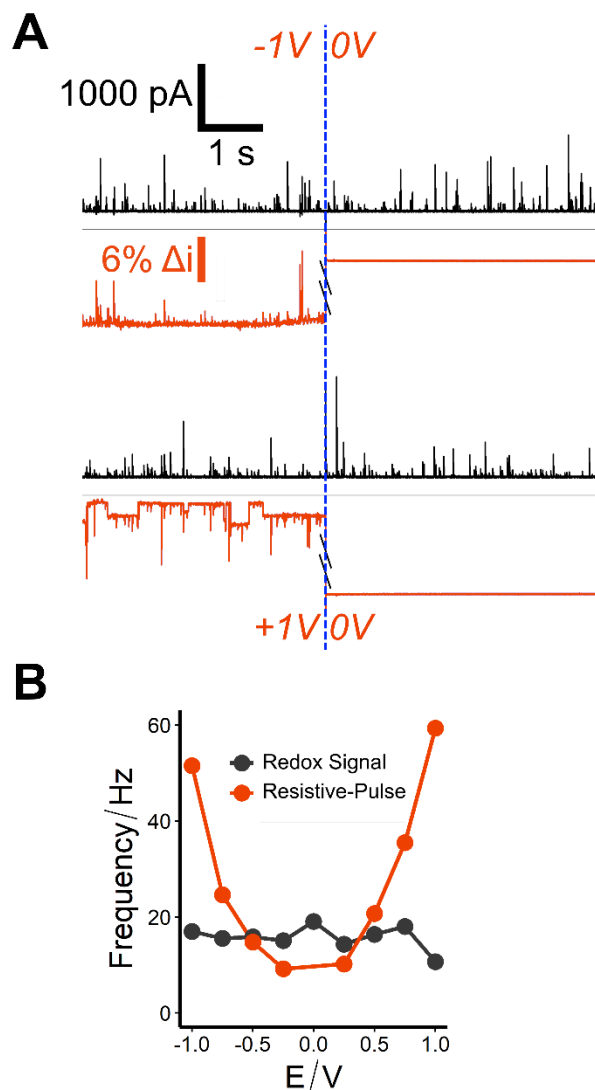 A
-1V 0V
1000 pA
1 s
6% Δi
+1V 0V
B
60
Redox Signal
Resistive-Pulse
40
Frequency/Hz
20
0
-1.0 -0.5 0.0 0.5 1.0
E/V